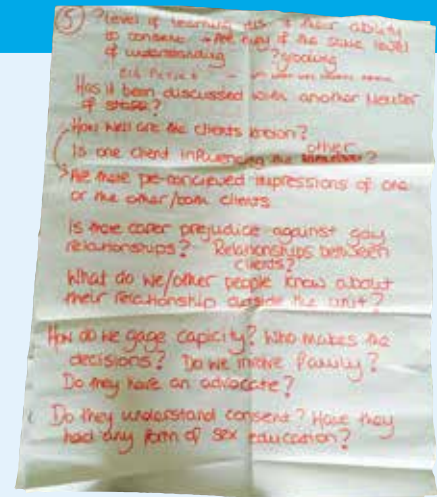 ⑤ ?Level of learning dis. & their ability
to consent → Are they of the same level
of understanding ?grooming
Has it been discussed with another member
of staff?
How well are the clients known?
other
Is one client influencing the ?
Are there pe-concieved impressions of one
or the other/both clients
Is there carer prejudice against gay
relationships? Relationships between
clients?
What do we/other people know about
their relationship outside the unit?
How do we gage capacity? Who makes the
decisions? Do we involve family?
Do they have an advocate?
Do they understand consent? Have they
had any form of sex education?